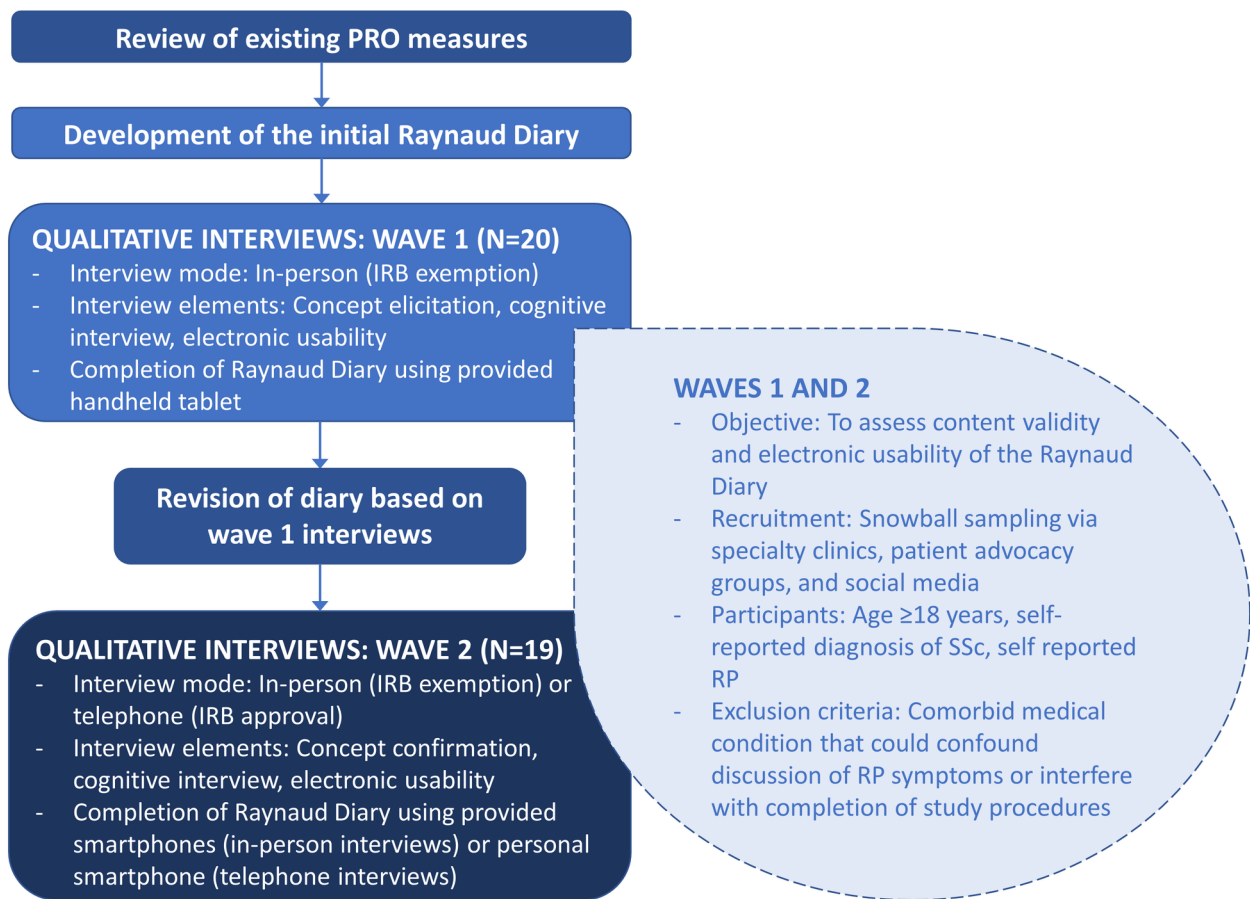 Review of existing PRO measures
Development of the initial Raynaud Diary
QUALITATIVE INTERVIEWS: WAVE 1 (N=20)
- Interview mode: In-person (IRB exemption)
- Interview elements: Concept elicitation, cognitive
interview, electronic usability
- Completion of Raynaud Diary using provided
handheld tablet
Revision of diary based on
wave 1 interviews
QUALITATIVE INTERVIEWS: WAVE 2 (N=19)
- Interview mode: In-person (IRB exemption) or
telephone (IRB approval)
- Interview elements: Concept confirmation,
cognitive interview, electronic usability
- Completion of Raynaud Diary using provided
smartphones (in-person interviews) or personal
smartphone (telephone interviews)
WAVES 1 AND 2
- Objective: To assess content validity
and electronic usability of the Raynaud
Diary
- Recruitment: Snowball sampling via
specialty clinics, patient advocacy
groups, and social media
- Participants: Age ≥18 years, self-
reported diagnosis of SSc, self reported
RP
- Exclusion criteria: Comorbid medical
condition that could confound
discussion of RP symptoms or interfere
with completion of study procedures